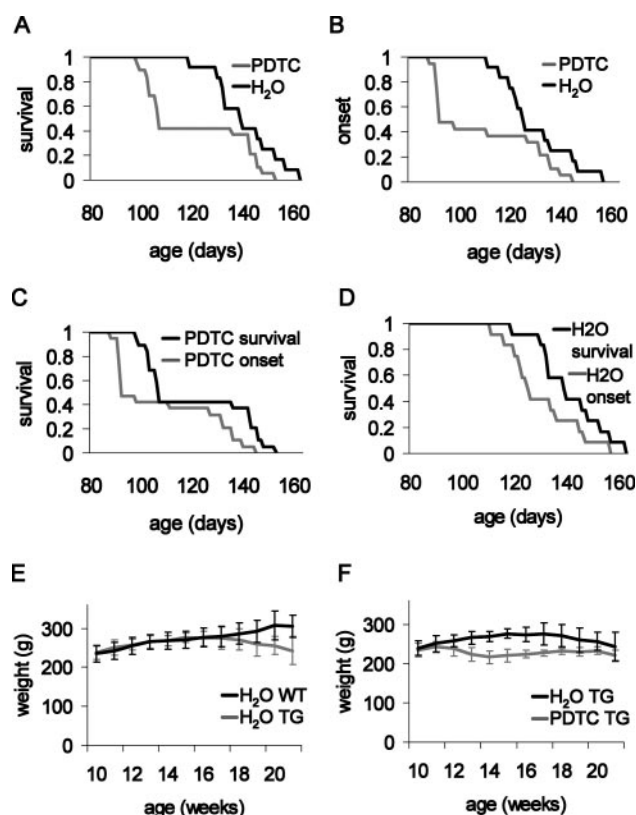 A
1
0.8
0.6
0.4
0.2
0
survival
PDTC
H₂O
80 100 120 140 160
age (days)
B
1
0.8
0.6
0.4
0.2
0
onset
PDTC
H₂O
80 100 120 140 160
age (days)
C
1
0.8
0.6
0.4
0.2
0
survival
PDTC survival
PDTC onset
80 100 120 140 160
age (days)
D
1
0.8
0.6
0.4
0.2
0
survival
H2O
survival
H2O
onset
80 100 120 140 160
age (days)
E
300
200
100
0
weight (g)
H₂O WT
H₂O TG
10 12 14 16 18 20
age (weeks)
F
300
200
100
0
weight (g)
H₂O TG
PDTC TG
10 12 14 16 18 20
age (weeks)